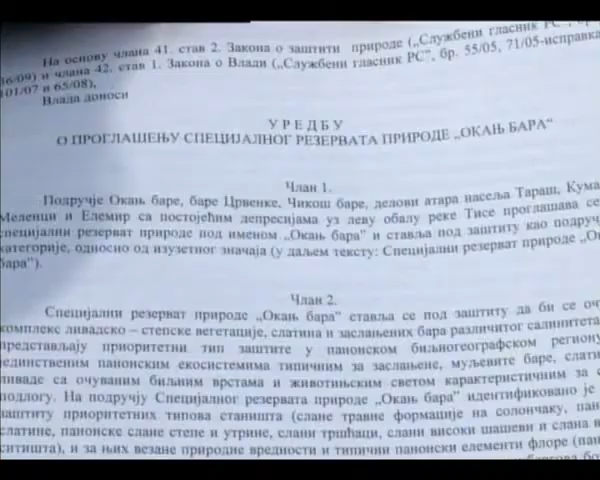 На основу члана 41. став 2. Закона о заштити природе („Службени гласник РС", бр.
36/09) и члана 42. став 1. Закона о Влади („Службени гласник РС", бр. 55/05, 71/05-исправка
101/07 и 65/08),
Влада доноси
У Р Е Д Б У
О ПРОГЛАШЕЊУ СПЕЦИЈАЛНОГ РЕЗЕРВАТА ПРИРОДЕ „ОКАЊ БАРА"
Члан 1.
Подручје Окањ баре, баре Црвенке, Чикош баре, делови атара насеља Тараш, Кума
Меленци и Елемир са постојећим депресијама уз леву обалу реке Тисе проглашава се
специјални резерват природе под именом „Окањ бара" и ставља под заштиту као подруч
категорије, односно од изузетног значаја (у даљем тексту: Специјални резерват природе „О
бара").
Члан 2.
Специјални резерват природе „Окањ бара" ставља се под заштиту да би се оч
комплекс ливадско – степске вегетације, слатина и заслањених бара различитог салинитета
представљају приоритетни тип заштите у панонском биљногеографском региону
јединственим панонским екосистемима типичним за заслањене, муљевите баре, слати
ливаде са очуваним биљним врстама и животињским светом карактеристичним за с
подлогу. На подручју Специјалног резервата природе „Окањ бара" идентификовано је
заштиту приоритетних типова станишта (слане травне формације на солончаку, пан
слатине, панонске слане степе и утрине, слани тршћаци, слани високи шашеви и слана в
ситишта), и за њих везане природне вредности и типични панонски елементи флоре (пан